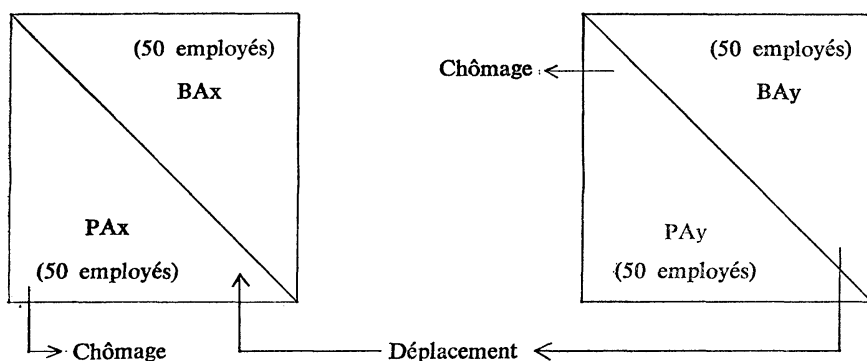 (50 employés)
BAx
PAx
(50 employés)
Chômage
(50 employés)
BAy
PAy
(50 employés)
Chômage
Déplacement